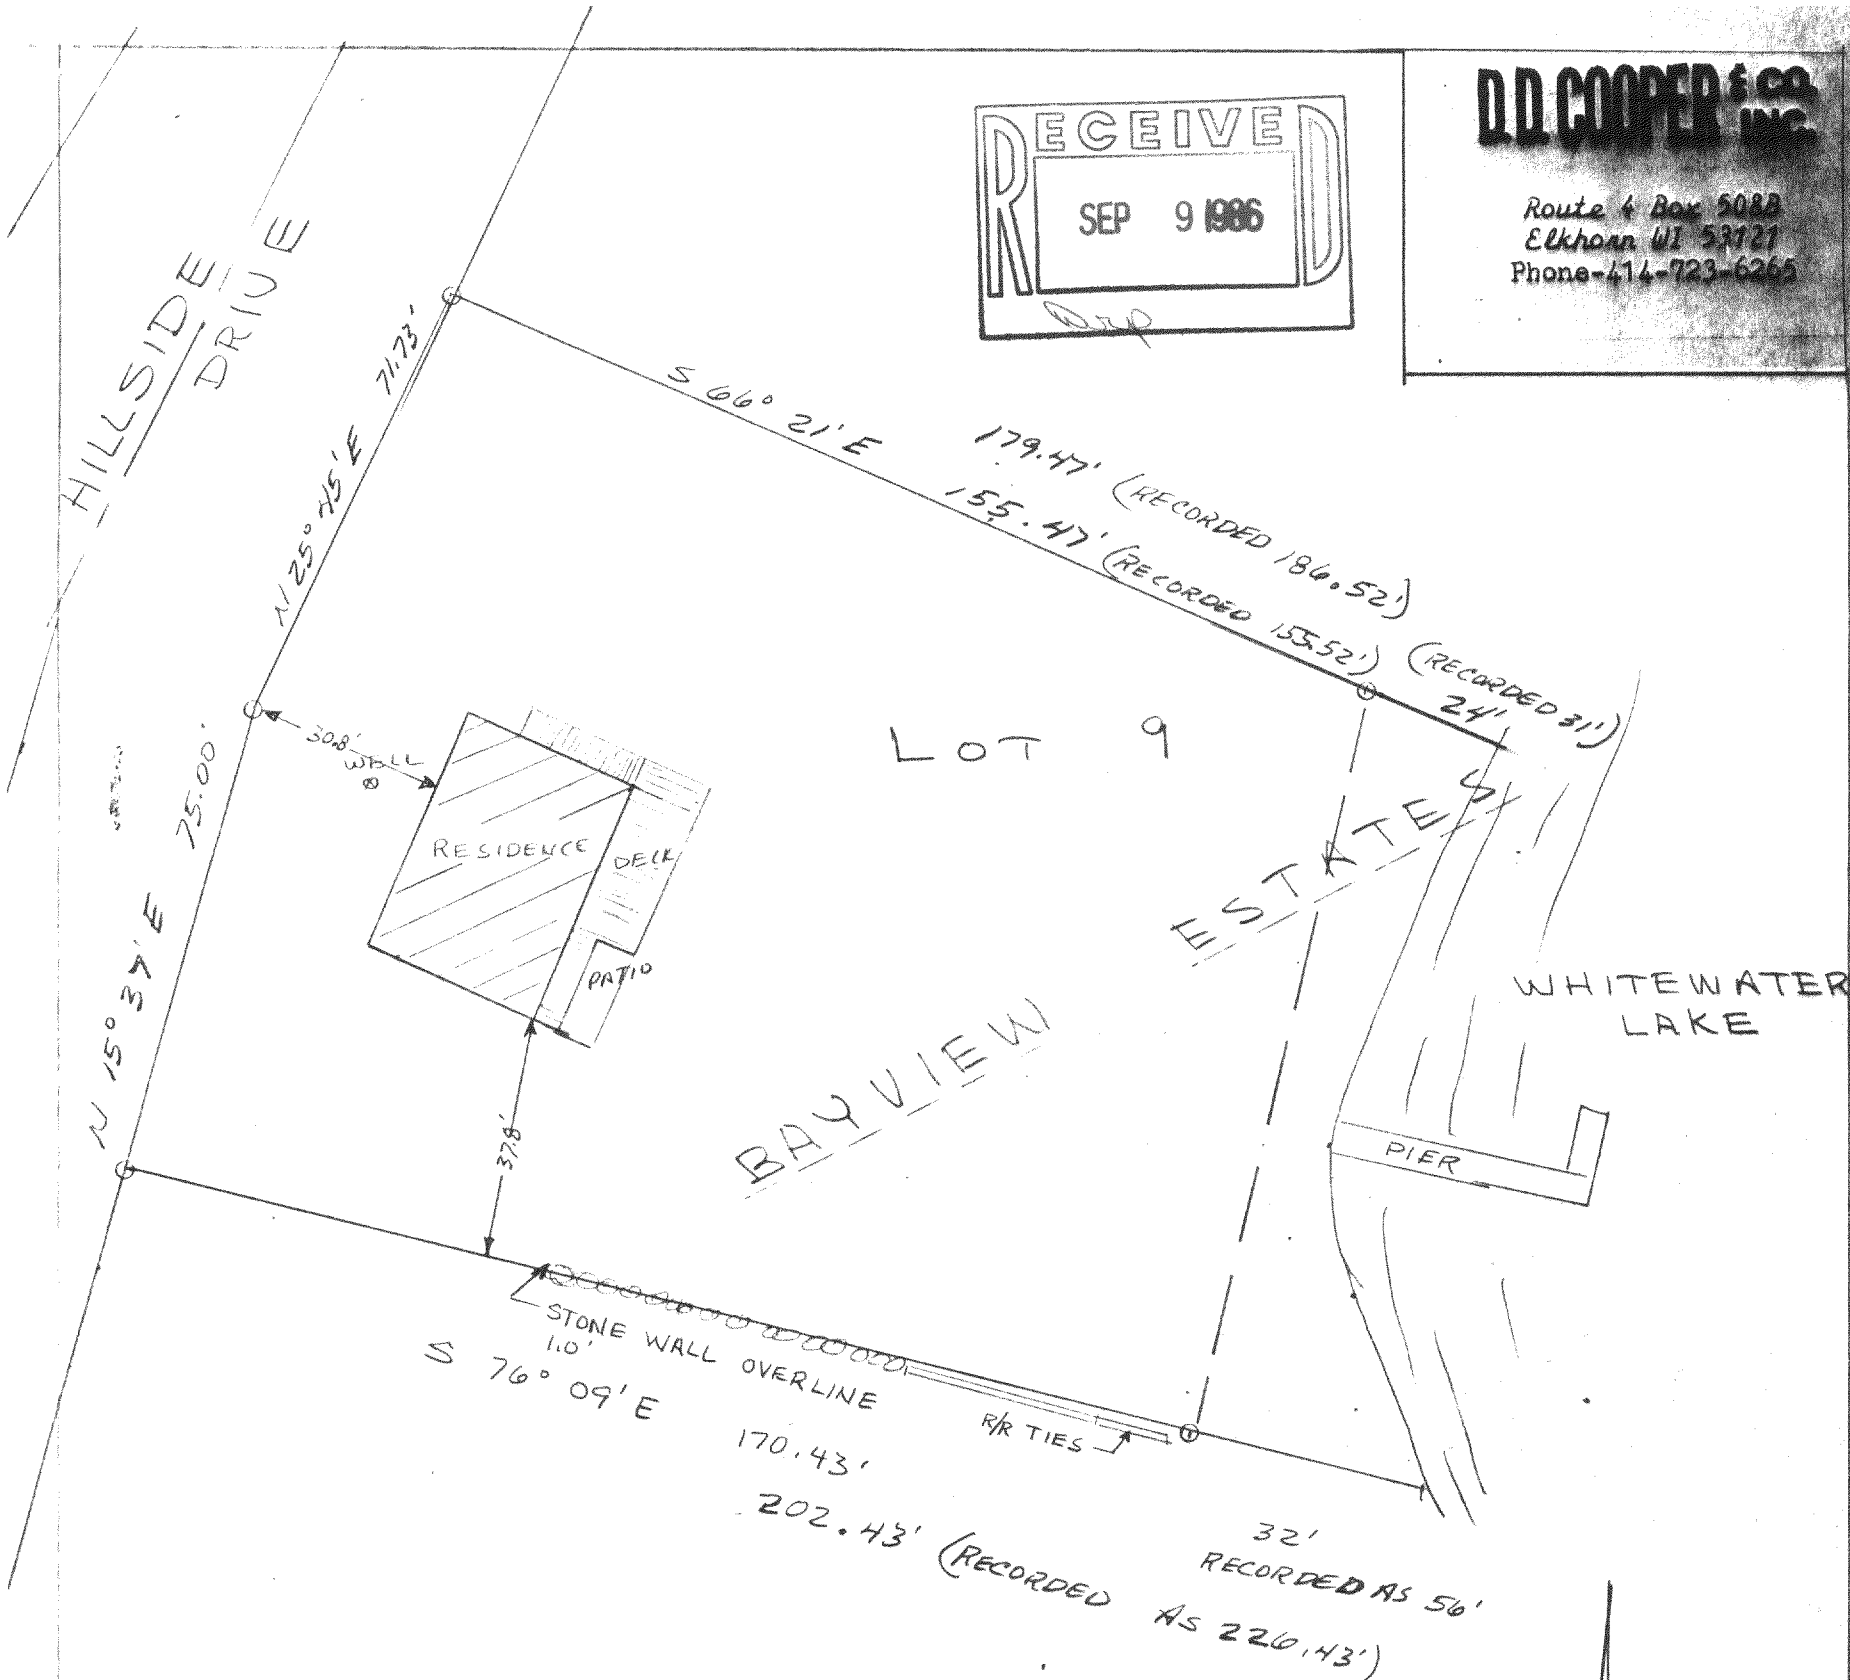 D.D. COOPER & CO. INC.
Route 4 Box 508B
Elkhorn WI 53121
Phone-414-723-6265
RECEIVED
SEP 9 1986
HILLSIDE
DRIVE
N 25° 45' E 71.73'
S 66° 21' E
179.47' (RECORDED 186.52')
155.47' (RECORDED 155.52')
(RECORDED 31')
24'
LOT 9
30.8'
WELL
RESIDENCE
DECK
PATIO
N 15° 37' E 75.00'
37.8'
BAYVIEW ESTATES
WHITEWATER
LAKE
PIER
STONE WALL OVERLINE
1.0'
R/R TIES
S 76° 09' E
170.43'
202.43' (RECORDED AS 226.43')
32'
RECORDED AS 56'